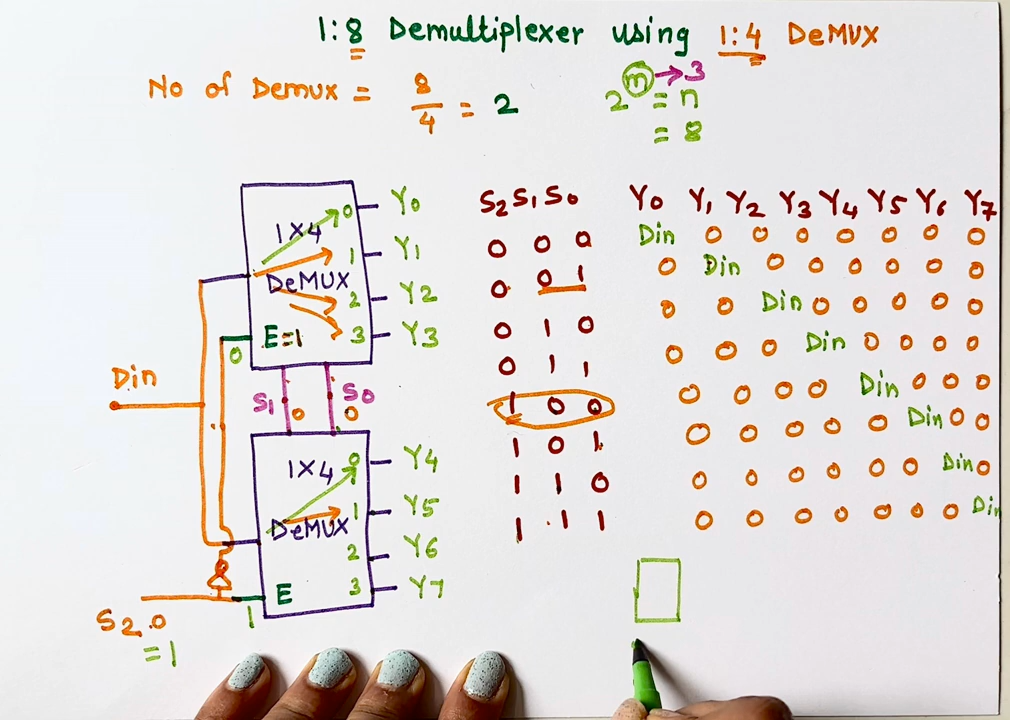 1:8 Demultiplexer using 1:4 DeMUX
No of Demux = 8/4 = 2
2^m → 3
= n
= 8
Y0
0
1X4
1
Y1
DeMUX
2
Y2
E=1
3
Y3
0
Din
S1
0
S0
0
0
1X4
Y4
1
Y5
DeMUX
2
Y6
E
3
Y7
S2 0
1
=1
S2 S1 S0 Y0 Y1 Y2 Y3 Y4 Y5 Y6 Y7
0 0 0 Din 0 0 0 0 0 0 0
0 0 1 0 Din 0 0 0 0 0 0
0 1 0 0 0 Din 0 0 0 0 0
0 1 1 0 0 0 Din 0 0 0 0
1 0 0 0 0 0 0 Din 0 0 0
1 0 1 0 0 0 0 0 Din 0 0
1 1 0 0 0 0 0 0 0 Din 0
1 1 1 0 0 0 0 0 0 0 Din